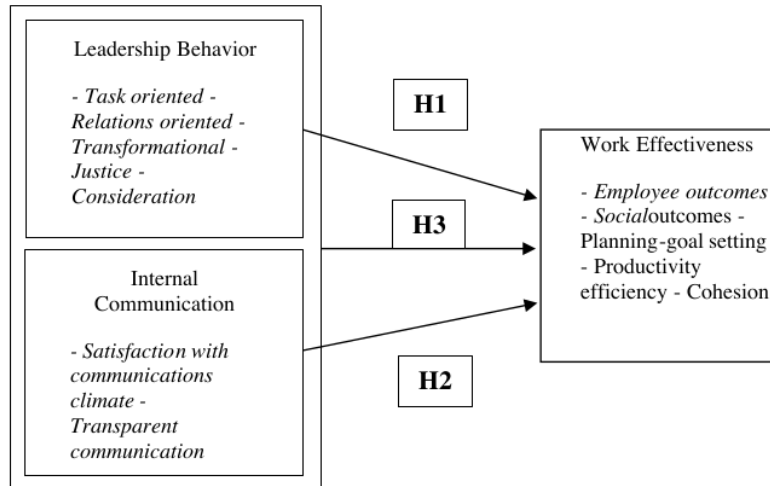 Leadership Behavior
- Task oriented -
Relations oriented -
Transformational -
Justice -
Consideration
Internal
Communication
- Satisfaction with
communications
climate -
Transparent
communication
H1
H3
H2
Work Effectiveness
- Employee outcomes
- Socialoutcomes -
Planning-goal setting
- Productivity
efficiency - Cohesion